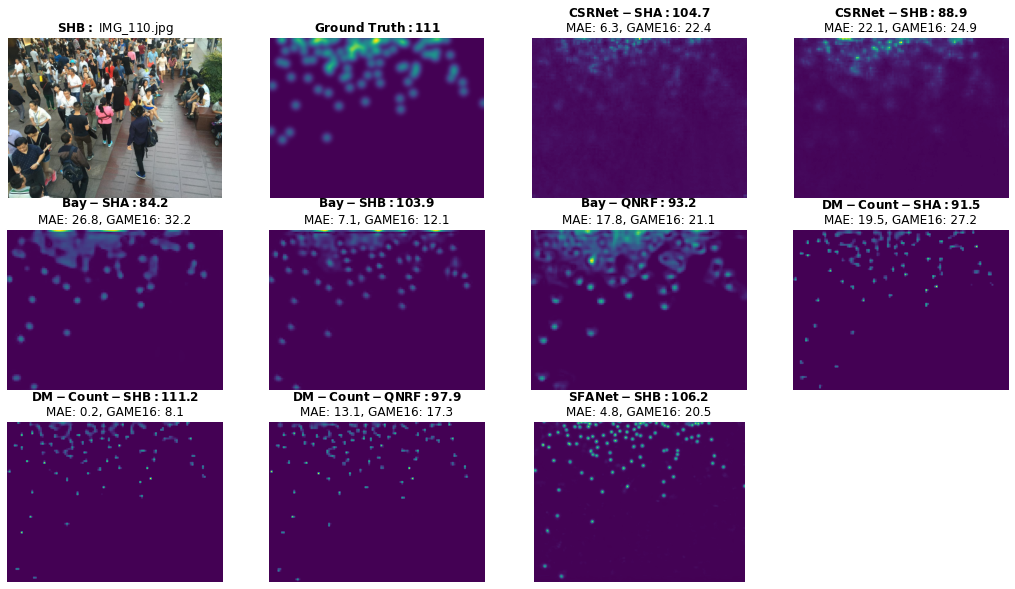 SHB: IMG_110.jpg
Ground Truth: 111
CSRNet − SHA: 104.7
MAE: 6.3, GAME16: 22.4
CSRNet − SHB: 88.9
MAE: 22.1, GAME16: 24.9
Bay − SHA: 84.2
MAE: 26.8, GAME16: 32.2
Bay − SHB: 103.9
MAE: 7.1, GAME16: 12.1
Bay − QNRF: 93.2
MAE: 17.8, GAME16: 21.1
DM − Count − SHA: 91.5
MAE: 19.5, GAME16: 27.2
DM − Count − SHB: 111.2
MAE: 0.2, GAME16: 8.1
DM − Count − QNRF: 97.9
MAE: 13.1, GAME16: 17.3
SFANet − SHB: 106.2
MAE: 4.8, GAME16: 20.5